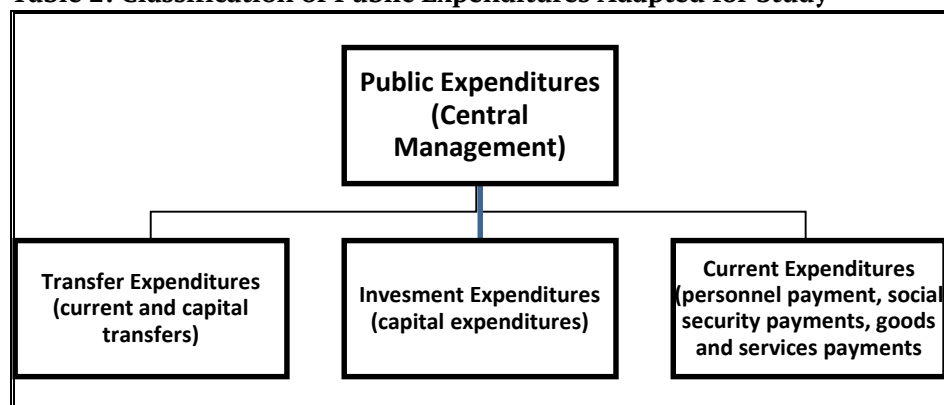 Table 2: Classification of Public Expenditures Adapted for Study
Public Expenditures
(Central
Management)
Transfer Expenditures
(current and capital
transfers)
Invesment Expenditures
(capital expenditures)
Current Expenditures
(personnel payment, social
security payments, goods
and services payments